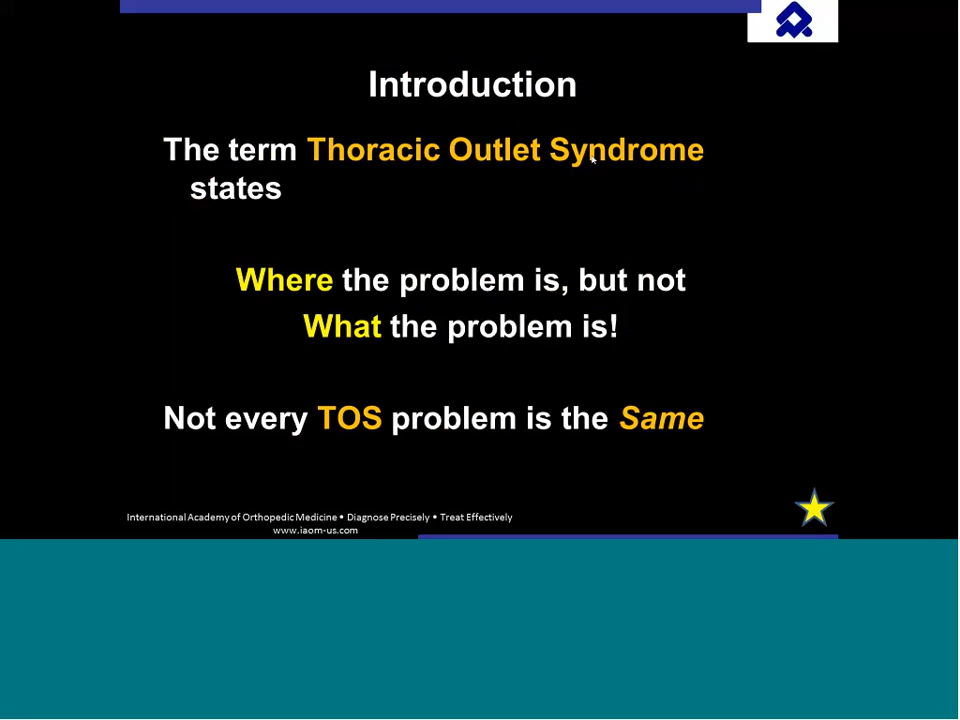 Introduction
The term Thoracic Outlet Syndrome
states
Where the problem is, but not
What the problem is!
Not every TOS problem is the Same
International Academy of Orthopedic Medicine • Diagnose Precisely • Treat Effectively
www.iaom-us.com